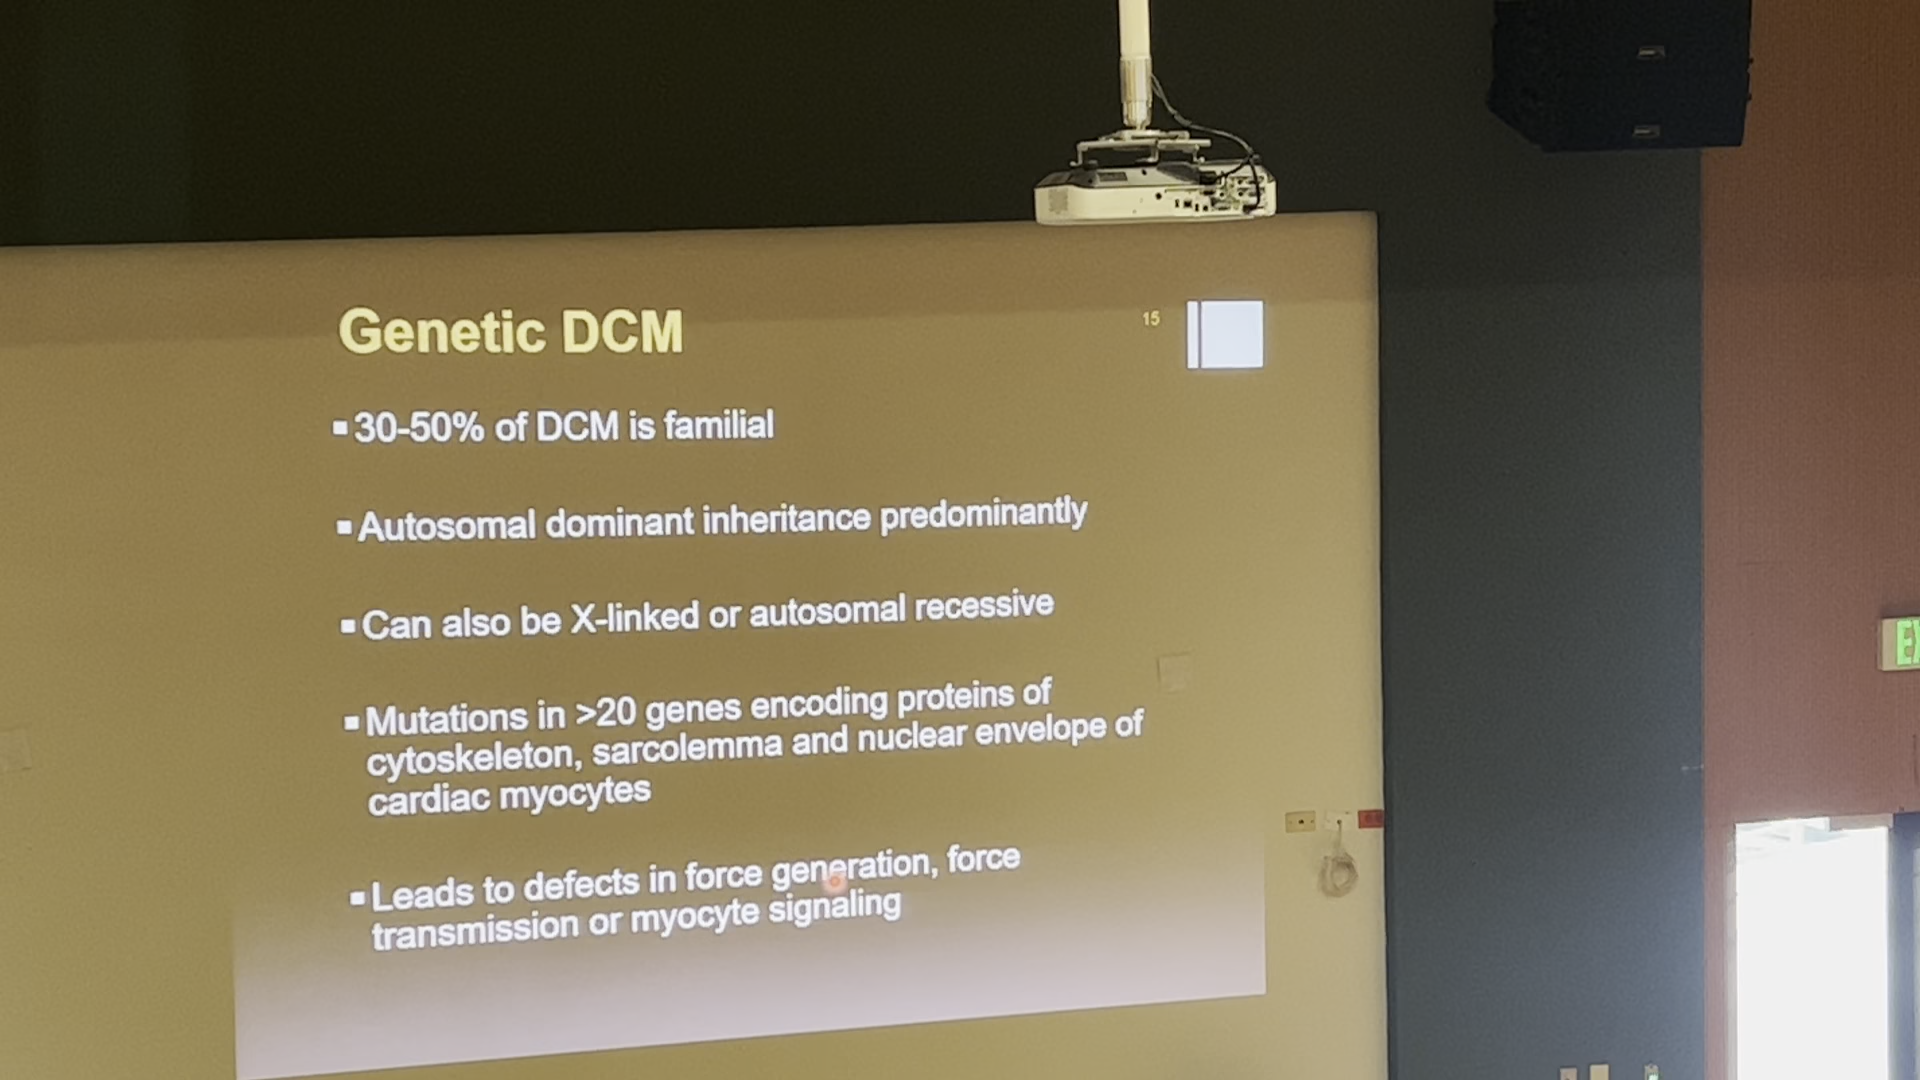 Genetic DCM
15
▪ 30-50% of DCM is familial
▪ Autosomal dominant inheritance predominantly
▪ Can also be X-linked or autosomal recessive
▪ Mutations in >20 genes encoding proteins of
cytoskeleton, sarcolemma and nuclear envelope of
cardiac myocytes
▪ Leads to defects in force generation, force
transmission or myocyte signaling